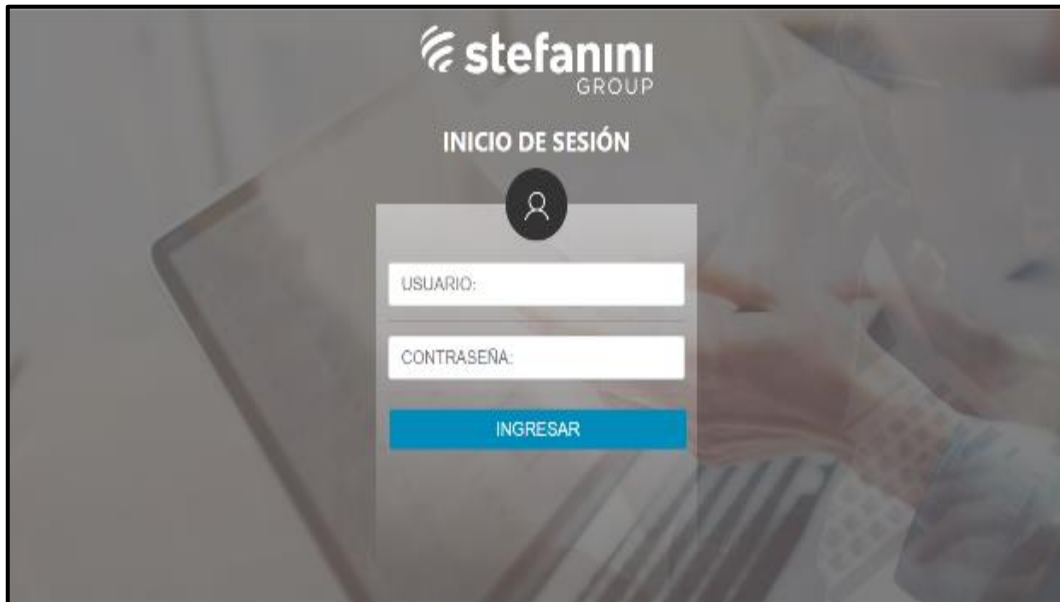 stefanini
GROUP
INICIO DE SESIÓN
USUARIO:
CONTRASEÑA:
INGRESAR